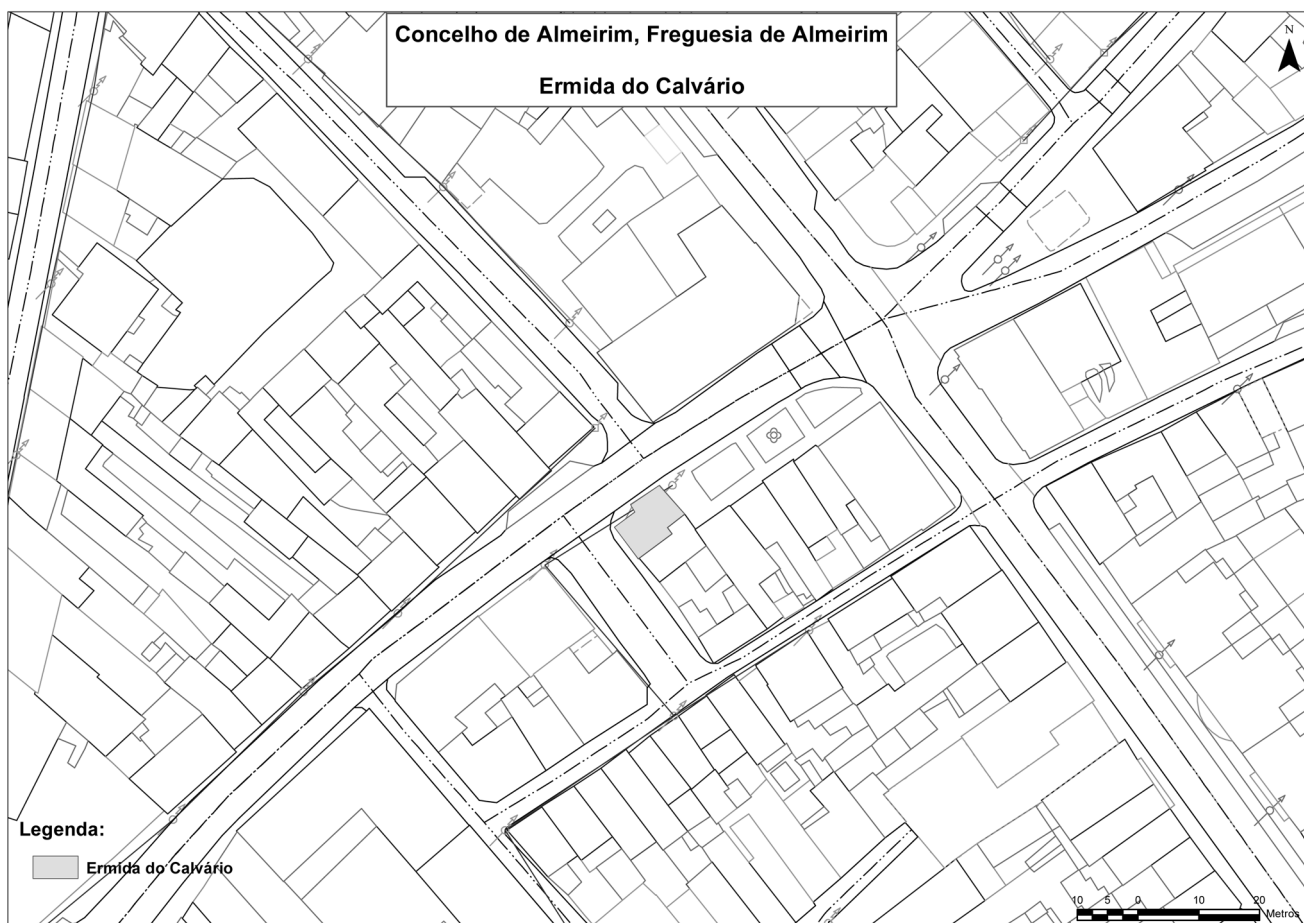 Concelho de Almeirim, Freguesia de Almeirim
Ermida do Calvário
N
Legenda:
Ermida do Calvário
10 5 0 10 20
Metros